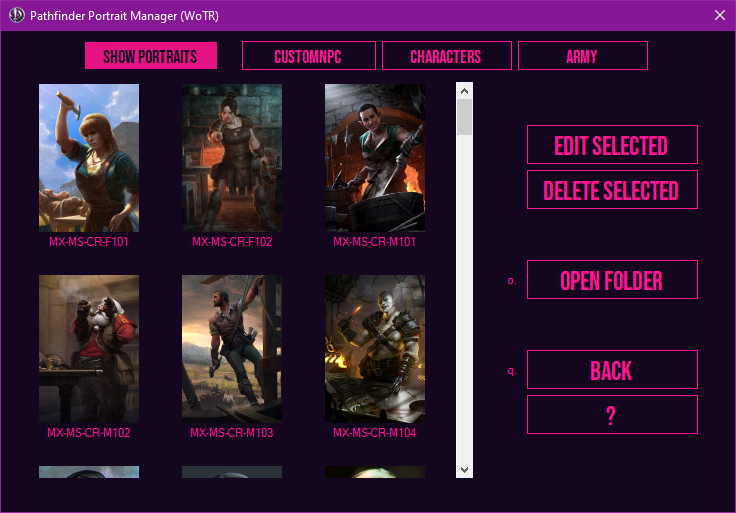 Pathfinder Portrait Manager (WoTR)
SHOW PORTRAITS
CUSTOMNPC
CHARACTERS
ARMY
MX-MS-CR-F101
MX-MS-CR-F102
MX-MS-CR-M101
MX-MS-CR-M102
MX-MS-CR-M103
MX-MS-CR-M104
EDIT SELECTED
DELETE SELECTED
o. OPEN FOLDER
q. BACK
?